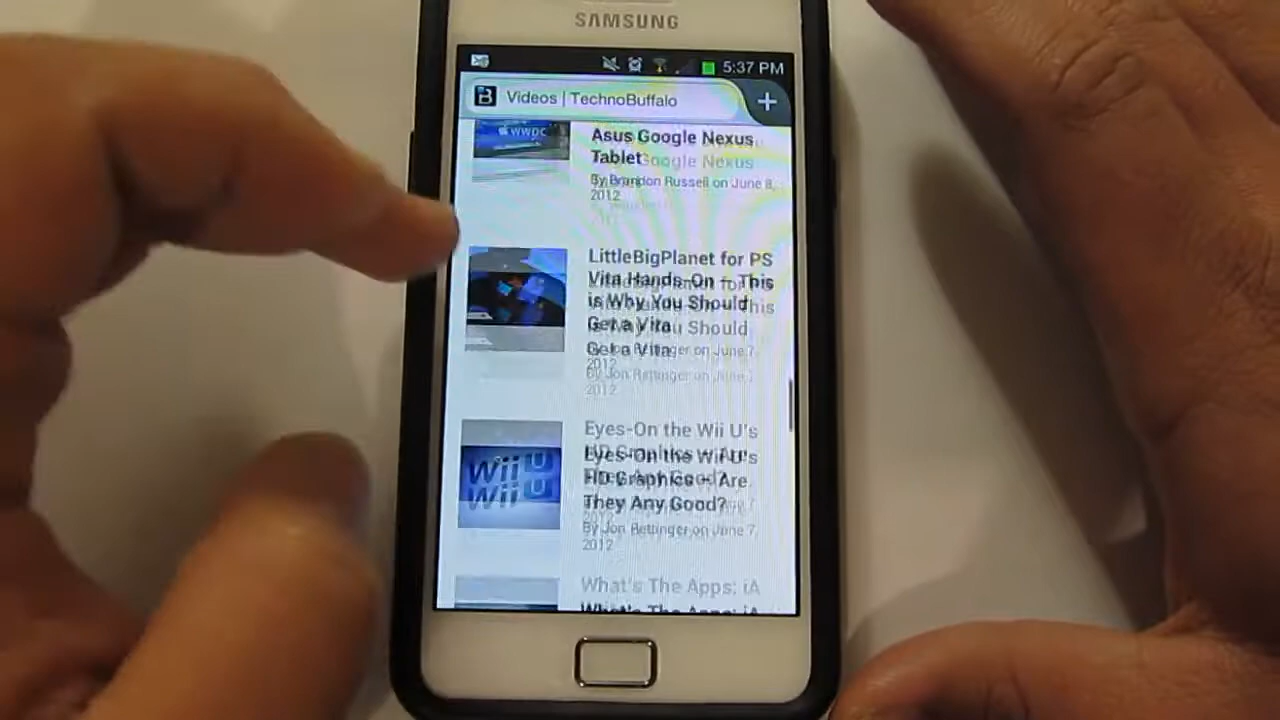 SAMSUNG
5:37 PM
Videos | TechnoBuffalo
+
WWDC
Asus Google Nexus
Tablet
By Brandon Russell on June 8,
2012
LittleBigPlanet for PS
Vita Hands-On – This
is Why You Should
Get a Vita
By Jon Rettinger on June 7,
2012
Wii U
Eyes-On the Wii U's
HD Graphics – Are
They Any Good?
By Jon Rettinger on June 7,
2012
What's The Apps: iA